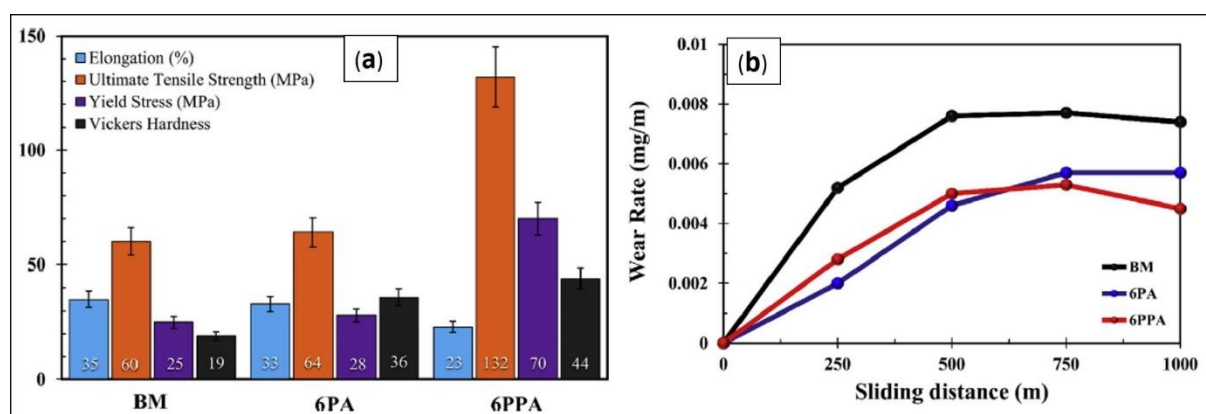 (a)
150
100
50
0
Elongation (%)
Ultimate Tensile Strength (MPa)
Yield Stress (MPa)
Vickers Hardness
35 60 25 19 33 64 28 36 23 132 70 44
BM 6PA 6PPA
(b)
Wear Rate (mg/m)
0.01
0.008
0.006
0.004
0.002
0
BM
6PA
6PPA
0 250 500 750 1000
Sliding distance (m)